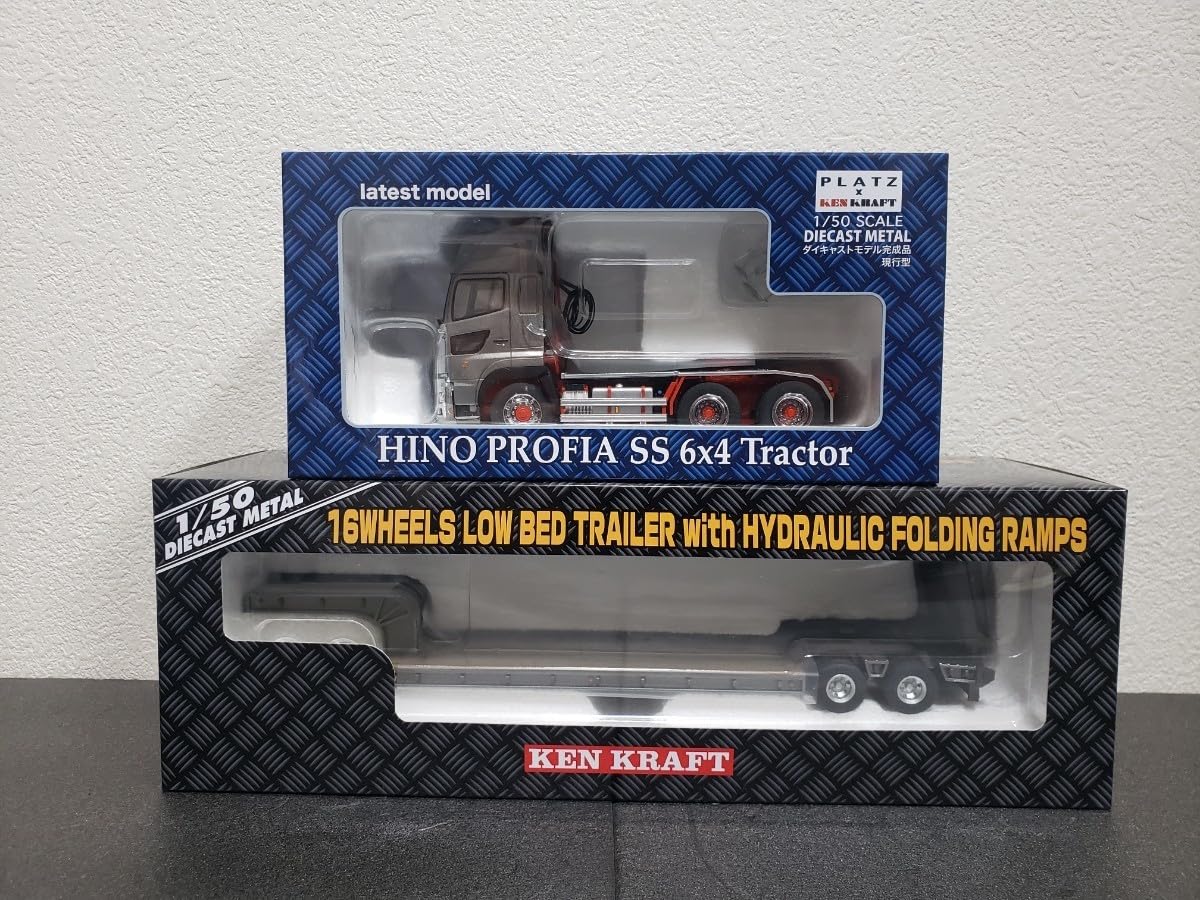 latest model
PLATZ
x
KEN KRAFT
1/50 SCALE
DIECAST METAL
ダイキャストモデル完成品
現行型
HINO PROFIA SS 6x4 Tractor
1/50
DIECAST METAL
16WHEELS LOW BED TRAILER with HYDRAULIC FOLDING RAMPS
KEN KRAFT